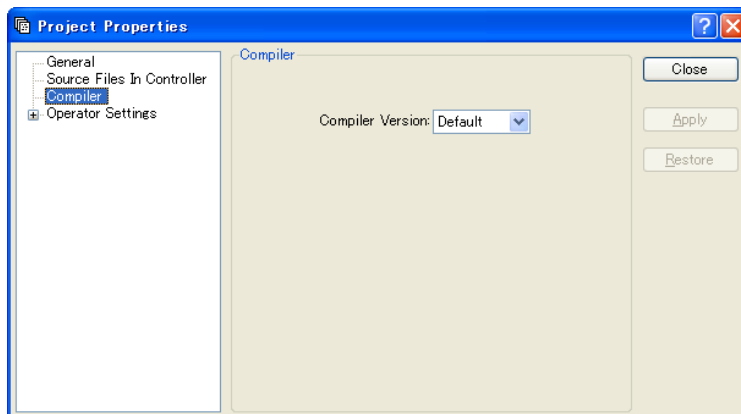 Project Properties
General
Source Files In Controller
Compiler
Operator Settings
Compiler
Compiler Version: Default
Close
Apply
Restore